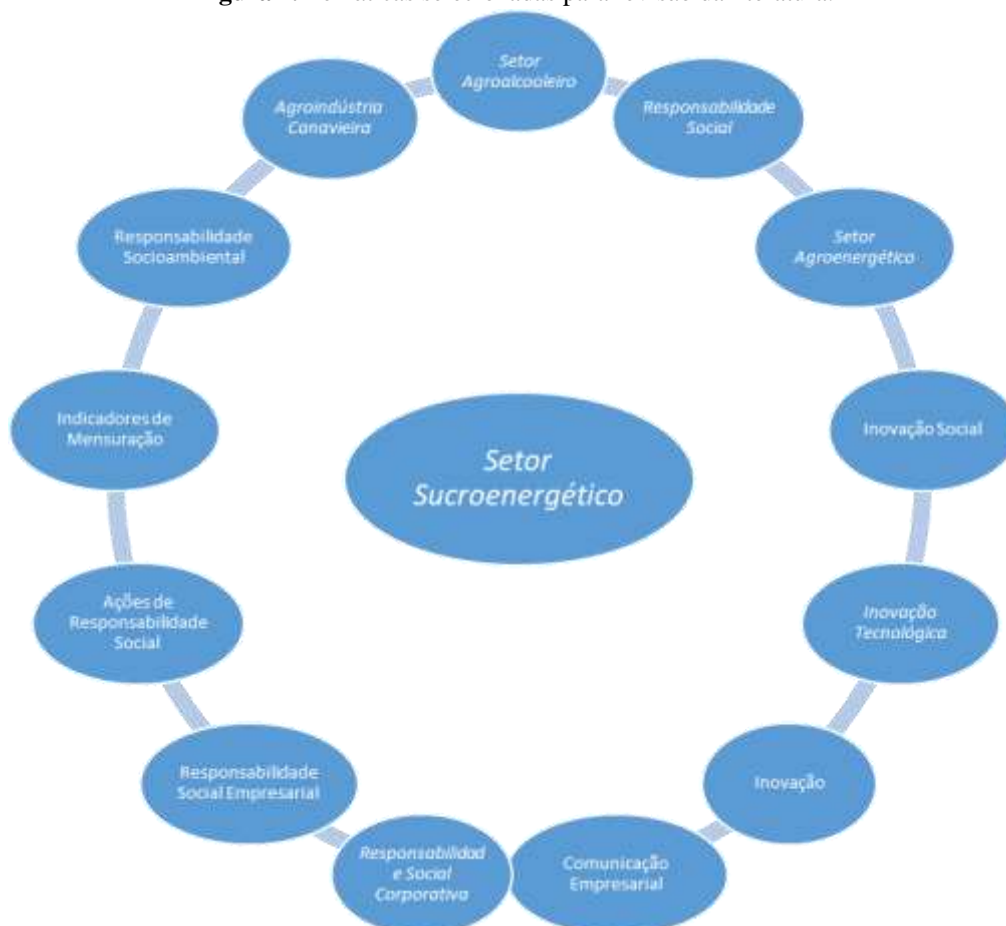 Setor
Agroalcooleiro
Responsabilidade
Social
Setor
Agroenergético
Inovação Social
Inovação
Tecnológica
Inovação
Comunicação
Empresarial
Responsabilidad
e Social
Corporativa
Responsabilidade
Social Empresarial
Ações de
Responsabilidade
Social
Indicadores de
Mensuração
Responsabilidade
Socioambiental
Agroindústria
Canavieira
Setor
Sucroenergético